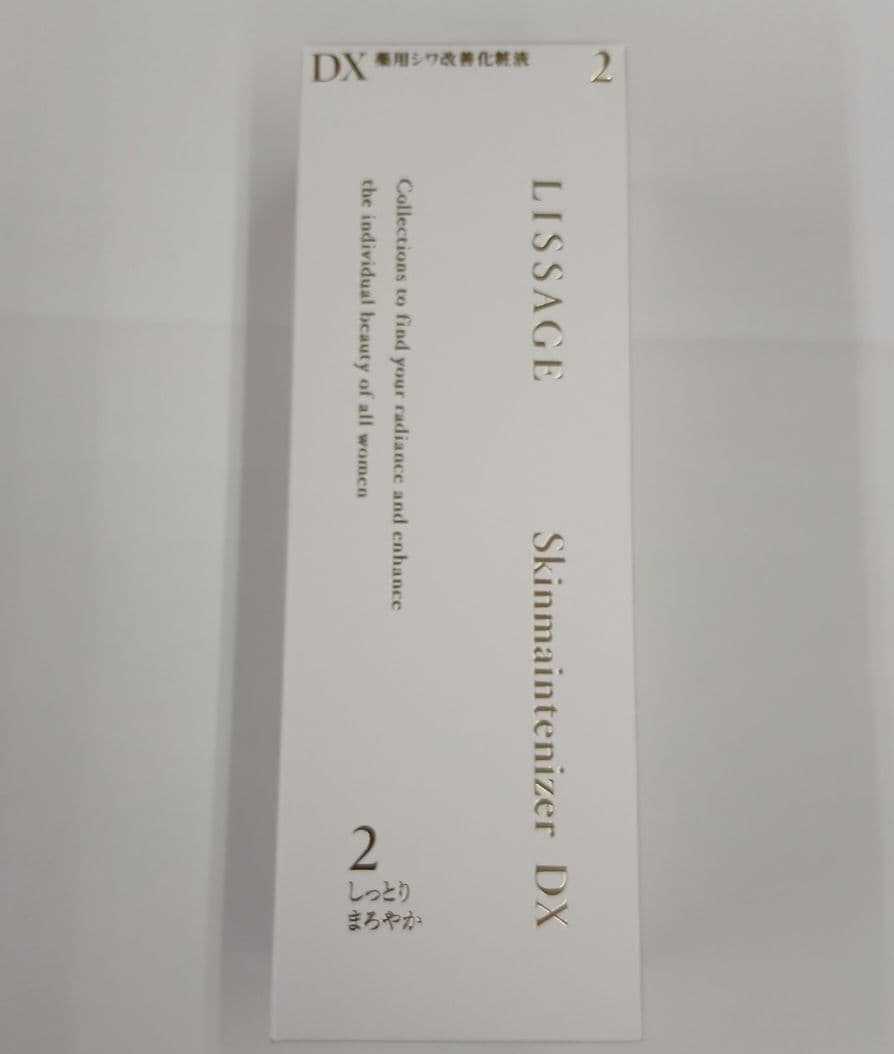 DX 薬用シワ改善化粧液 2
LISSAGE Skinmaintenizer DX
Collections to find your radiance and enhance
the individual beauty of all women
2
しっとり
まろやか